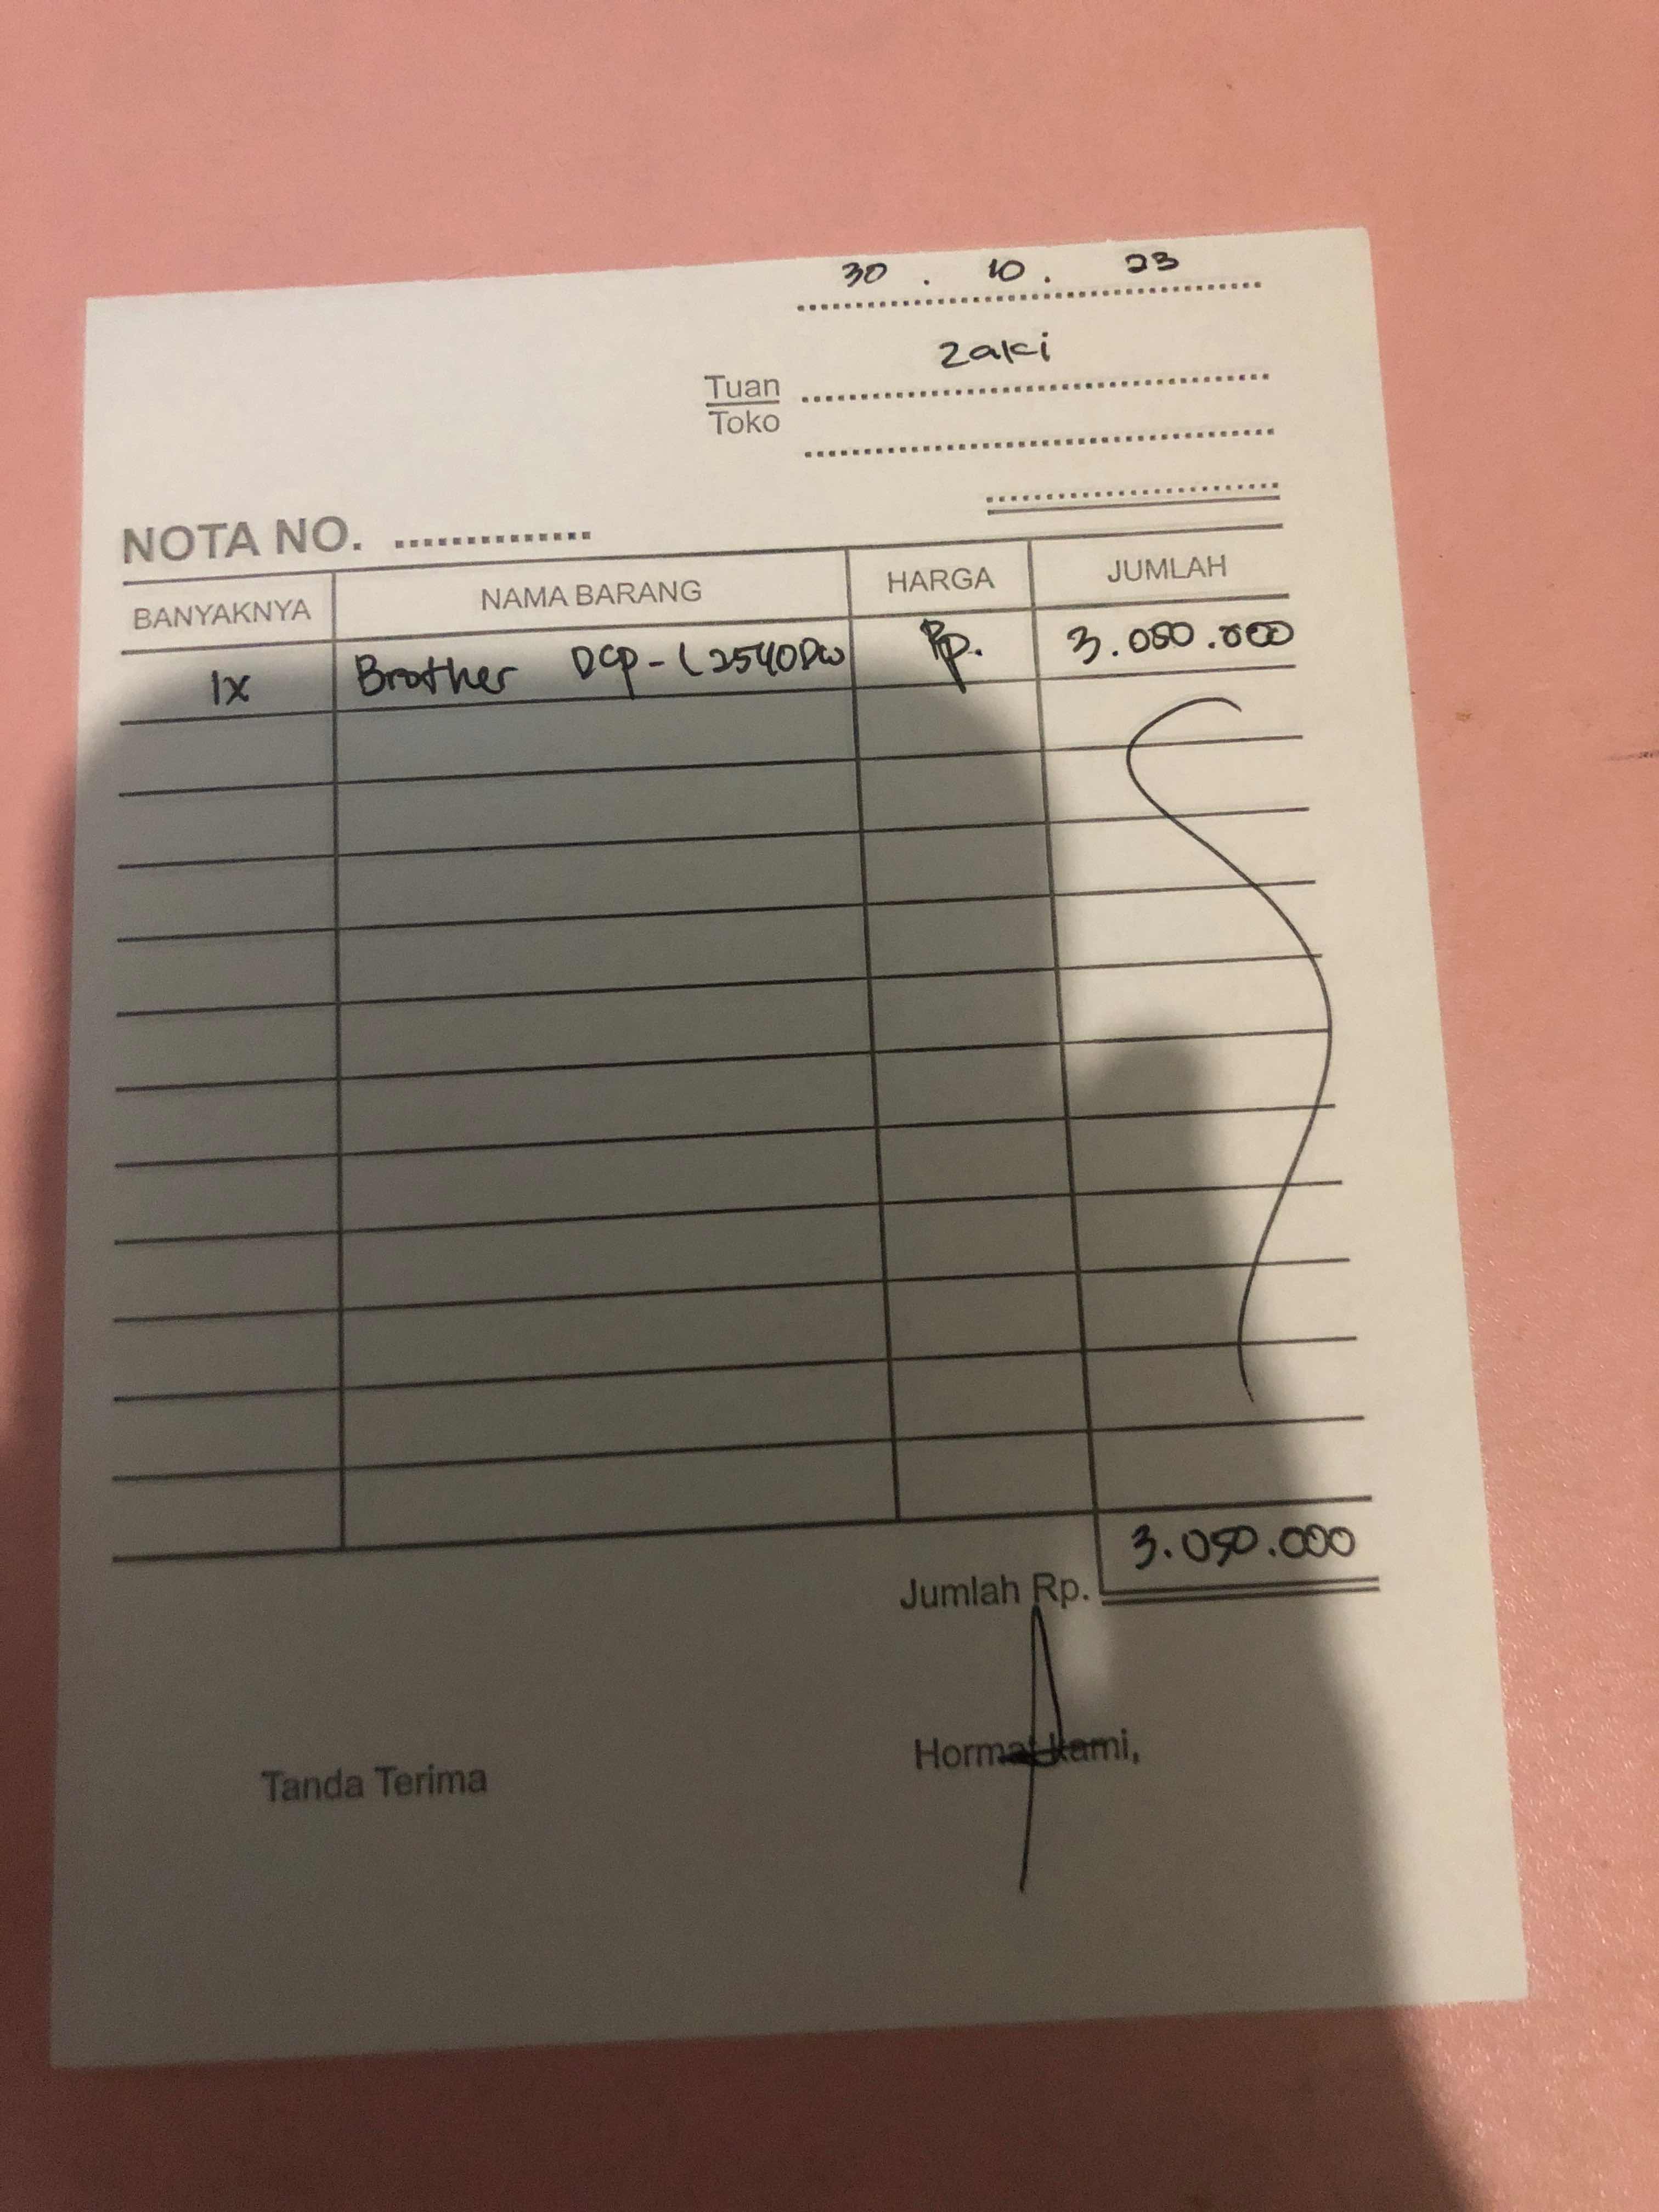 30 . 10 . 23
Zaki
Tuan
Toko
NOTA NO. ..............
BANYAKNYA NAMA BARANG HARGA JUMLAH
1x Brother DCP-L2540DW Rp. 3.050.000
3.050.000
Jumlah Rp.
Tanda Terima Hormat kami,